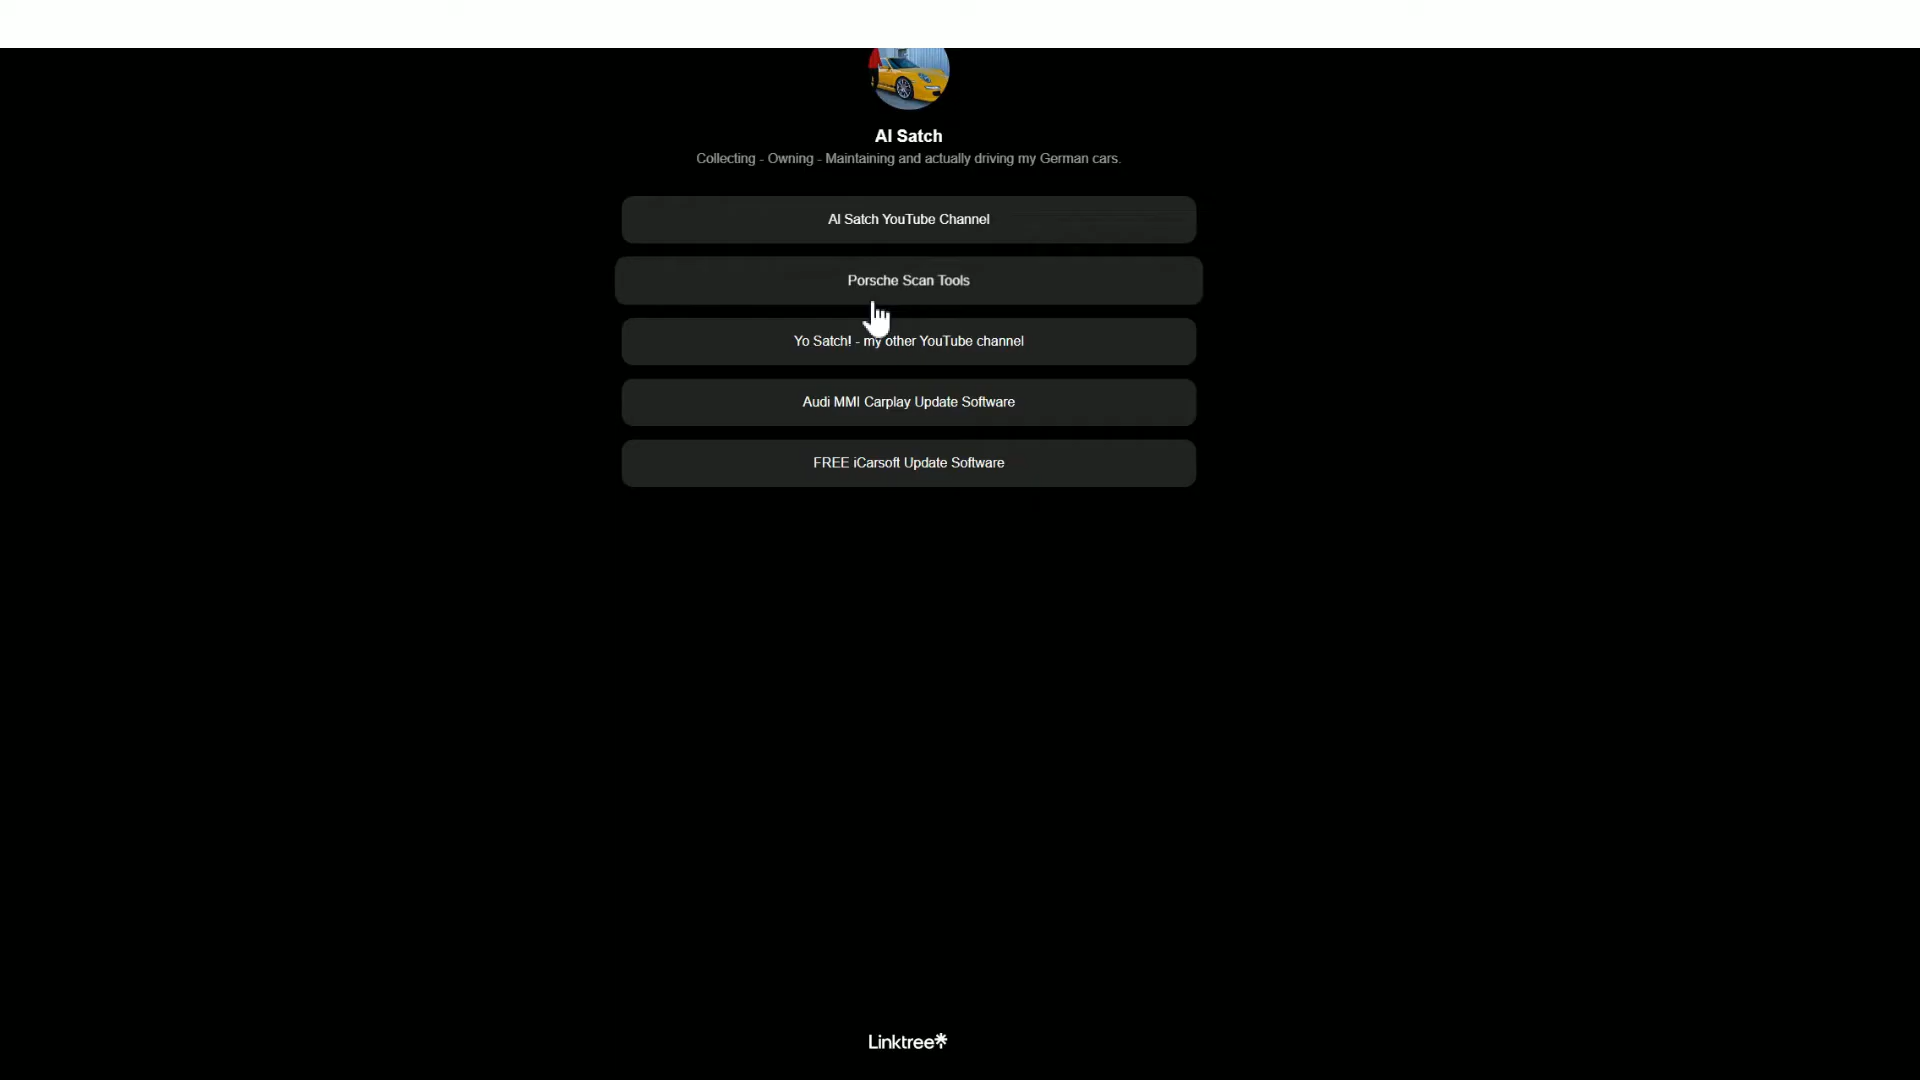 Al Satch
Collecting - Owning - Maintaining and actually driving my German cars.
Al Satch YouTube Channel
Porsche Scan Tools
Yo Satch! - my other YouTube channel
Audi MMI Carplay Update Software
FREE iCarsoft Update Software
Linktree